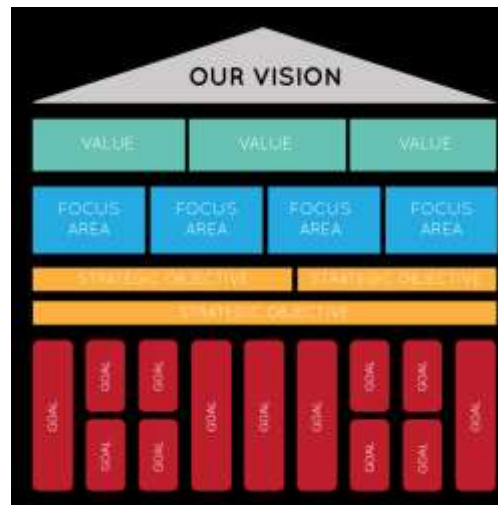 OUR VISION
VALUE VALUE VALUE
FOCUS AREA FOCUS AREA FOCUS AREA FOCUS AREA
STRATEGIC OBJECTIVE STRATEGIC OBJECTIVE
STRATEGIC OBJECTIVE
GOAL GOAL GOAL GOAL GOAL GOAL GOAL GOAL GOAL
GOAL GOAL GOAL GOAL